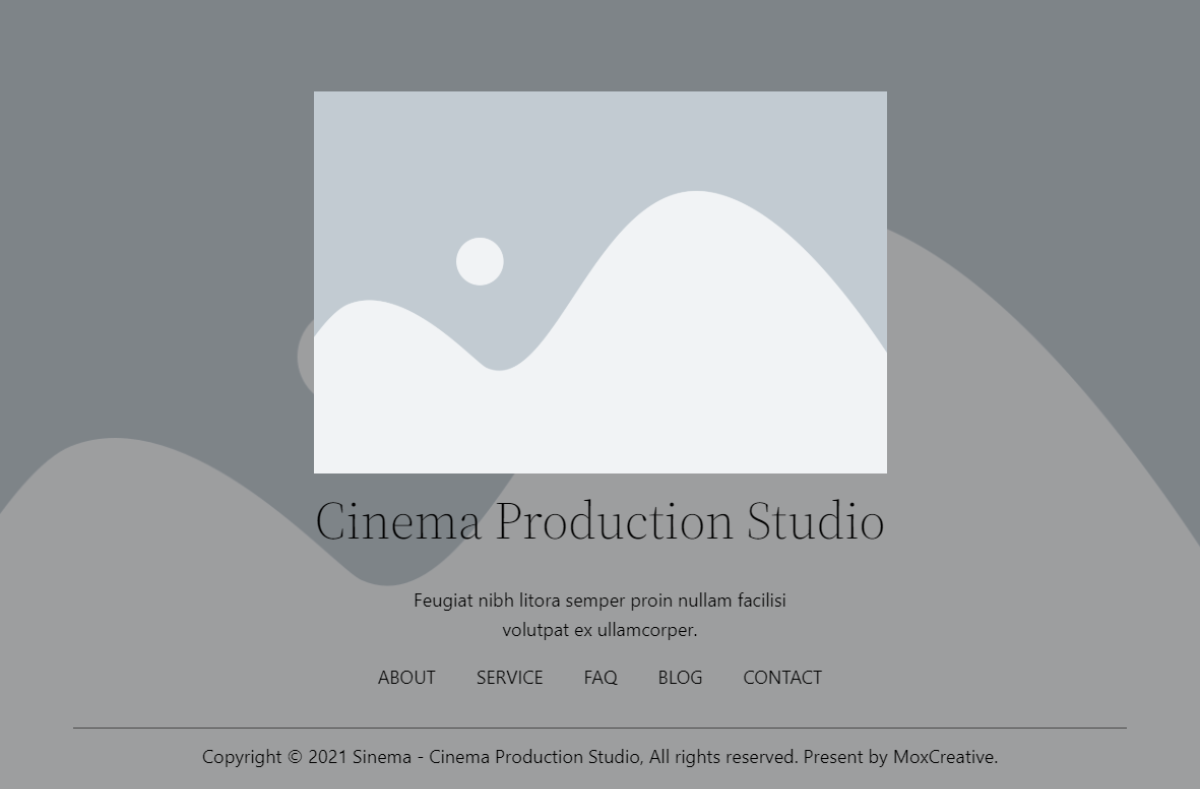 Cinema Production Studio
Feugiat nibh litora semper proin nullam facilisi
volutpat ex ullamcorper.
ABOUT SERVICE FAQ BLOG CONTACT
Copyright © 2021 Sinema - Cinema Production Studio, All rights reserved. Present by MoxCreative.